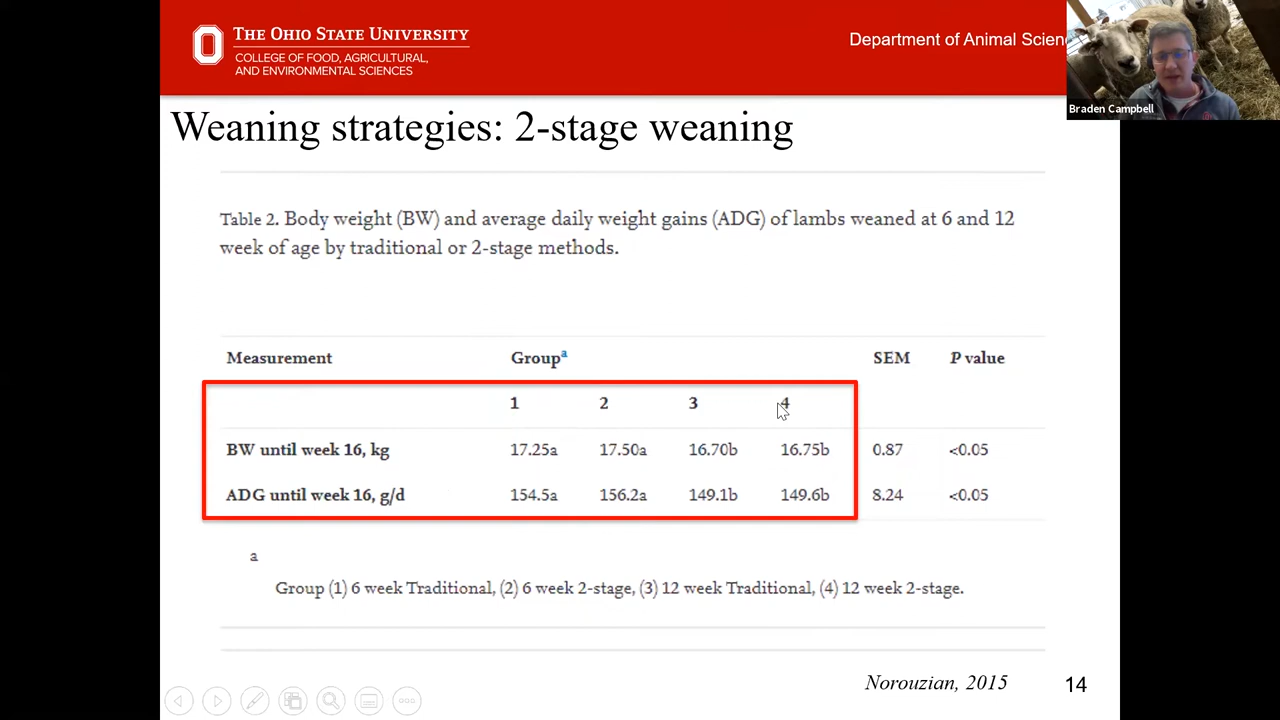 THE OHIO STATE UNIVERSITY
COLLEGE OF FOOD, AGRICULTURAL,
AND ENVIRONMENTAL SCIENCES
Department of Animal Scien
Braden Campbell
Weaning strategies: 2-stage weaning
Table 2. Body weight (BW) and average daily weight gains (ADG) of lambs weaned at 6 and 12
week of age by traditional or 2-stage methods.
Measurement Groupa SEM P value
1 2 3 4
BW until week 16, kg 17.25a 17.50a 16.70b 16.75b 0.87 <0.05
ADG until week 16, g/d 154.5a 156.2a 149.1b 149.6b 8.24 <0.05
a
Group (1) 6 week Traditional, (2) 6 week 2-stage, (3) 12 week Traditional, (4) 12 week 2-stage.
Norouzian, 2015 14